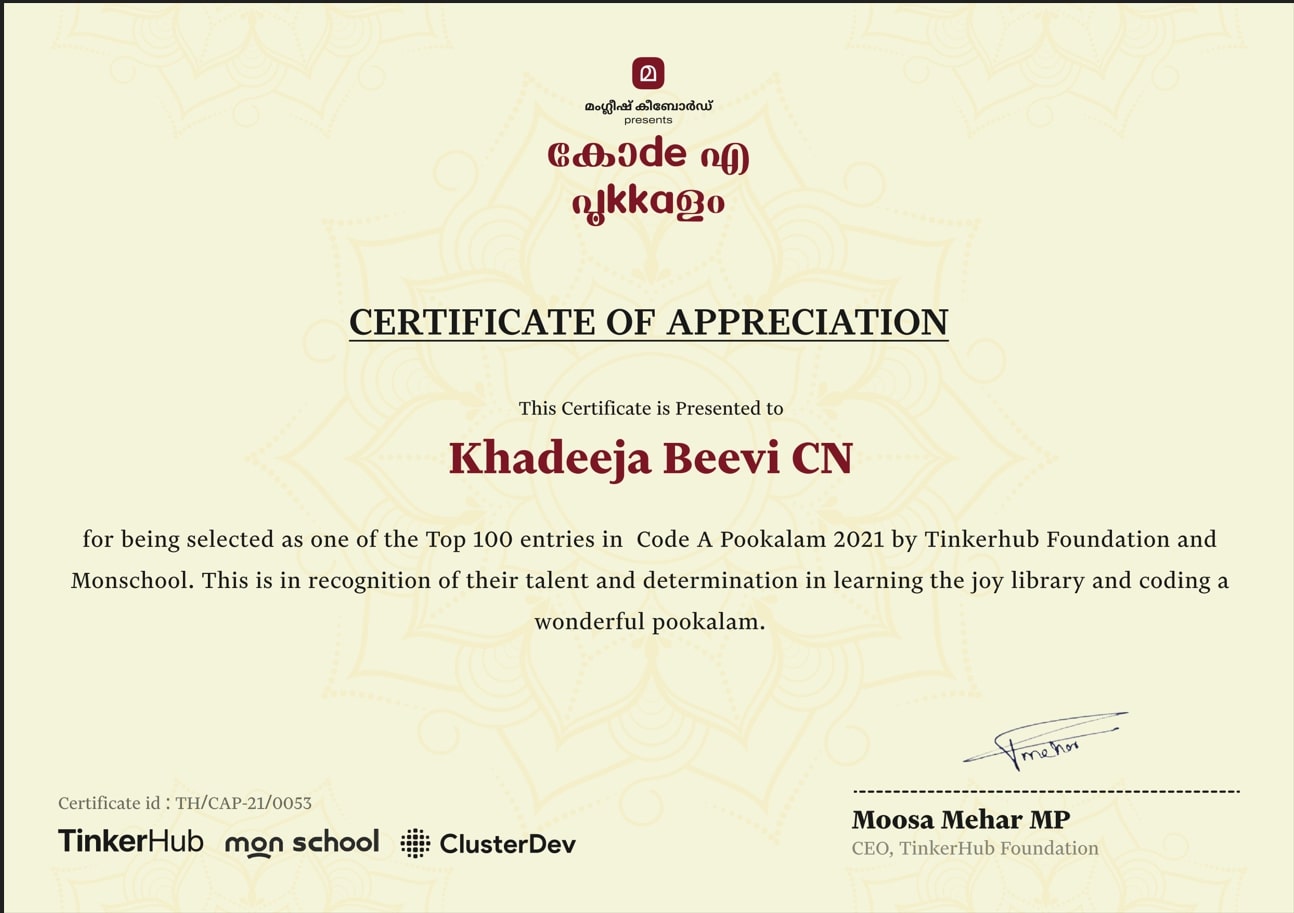 മ
മംഗ്ലീഷ് കീബോർഡ്
presents
കോde എ
പൂkkaളം
CERTIFICATE OF APPRECIATION
This Certificate is Presented to
Khadeeja Beevi CN
for being selected as one of the Top 100 entries in Code A Pookalam 2021 by Tinkerhub Foundation and
Monschool. This is in recognition of their talent and determination in learning the joy library and coding a
wonderful pookalam.
Certificate id : TH/CAP-21/0053
TinkerHub mon school ClusterDev
Moosa Mehar MP
CEO, TinkerHub Foundation